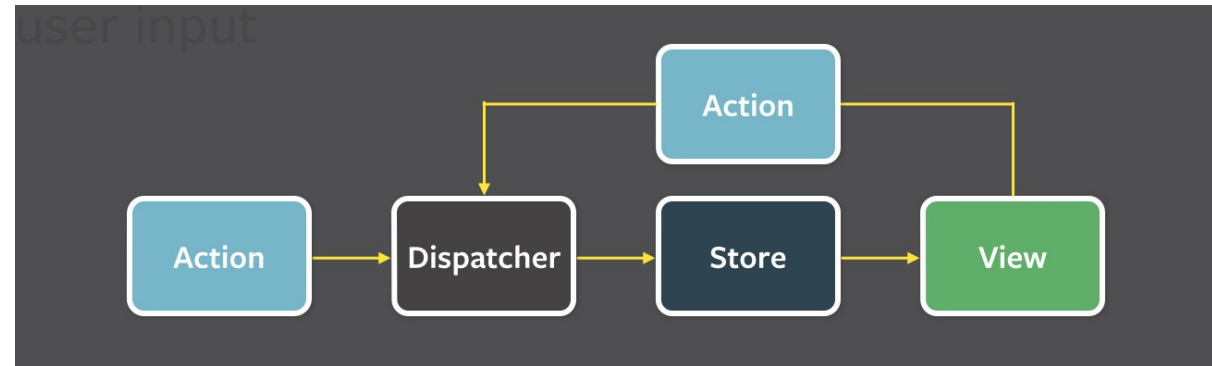 user input
Action
Action
Dispatcher
Store
View